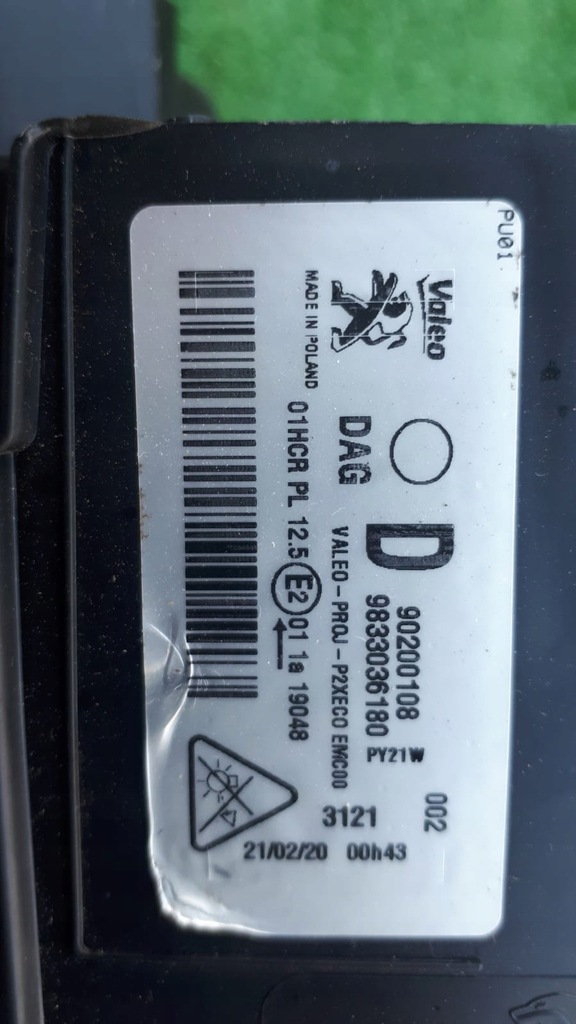 PU01
Valeo
D
90200108
9833036180
PY21W
002
DAG
VALEO-PROJ-P2XECO EMC00
3121
MADE IN POLAND
01HCR PL 12.5 E2 01 1a 19048
21/02/20 00h43